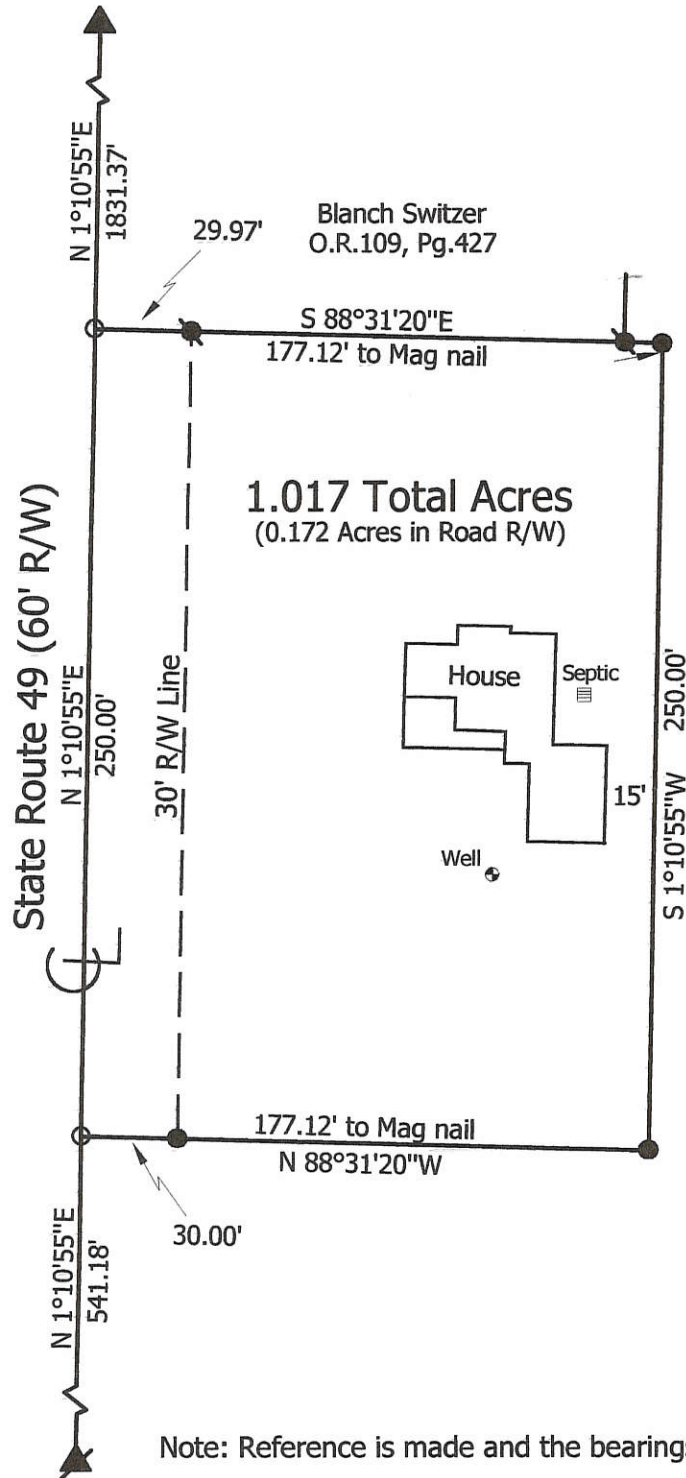 N 1°10'55"E
1831.37'
29.97'
Blanch Switzer
O.R.109, Pg.427
S 88°31'20"E
177.12' to Mag nail
1.017 Total Acres
(0.172 Acres in Road R/W)
State Route 49 (60' R/W)
N 1°10'55"E
250.00'
30' R/W Line
House
Septic
15'
Well
S 1°10'55"W 250.00'
177.12' to Mag nail
N 88°31'20"W
30.00'
N 1°10'55"E
541.18'
Note: Reference is made and the bearing